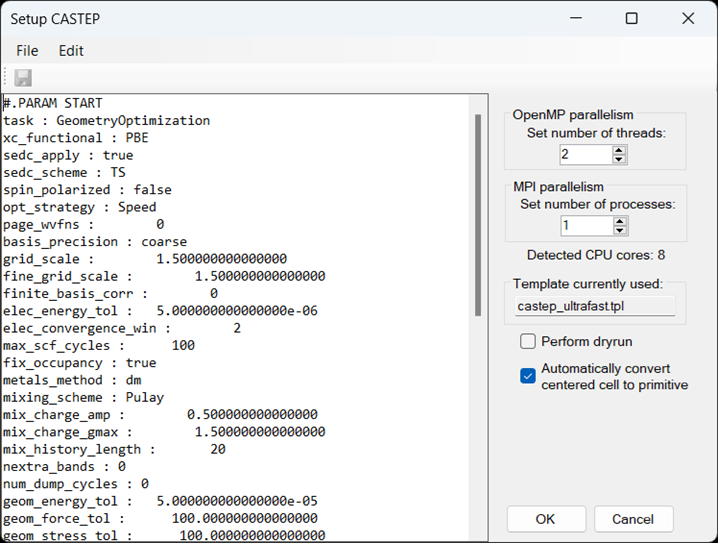 Setup CASTEP
File Edit
#.PARAM START
task : GeometryOptimization
xc_functional : PBE
sedc_apply : true
sedc_scheme : TS
spin_polarized : false
opt_strategy : Speed
page_wvfns : 0
basis_precision : coarse
grid_scale : 1.500000000000000
fine_grid_scale : 1.500000000000000
finite_basis_corr : 0
elec_energy_tol : 5.000000000000000e-06
elec_convergence_win : 2
max_scf_cycles : 100
fix_occupancy : true
metals_method : dm
mixing_scheme : Pulay
mix_charge_amp : 0.500000000000000
mix_charge_gmax : 1.500000000000000
mix_history_length : 20
nextra_bands : 0
num_dump_cycles : 0
geom_energy_tol : 5.000000000000000e-05
geom_force_tol : 100.000000000000
geom_stress_tol : 100.000000000000
OpenMP parallelism
Set number of threads:
2
MPI parallelism
Set number of processes:
1
Detected CPU cores: 8
Template currently used:
castep_ultrafast.tpl
Perform dryrun
Automatically convert
centered cell to primitive
OK Cancel